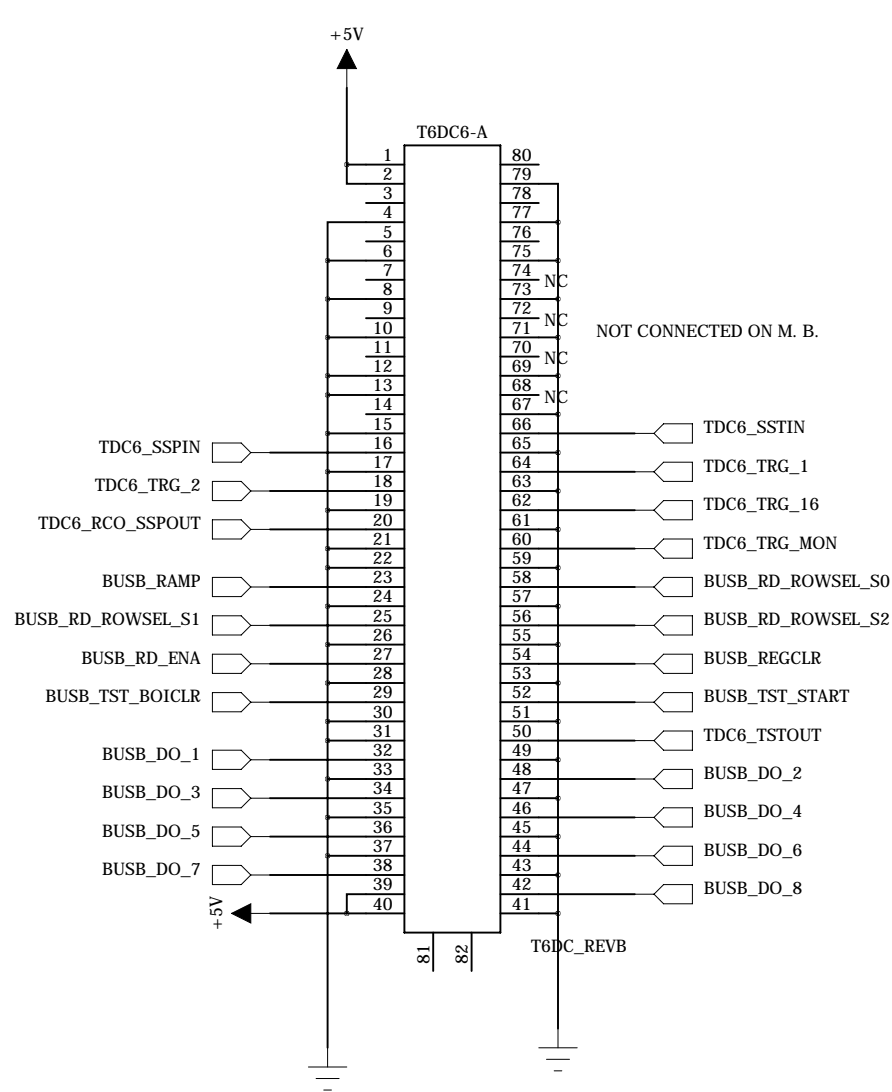 +5V
T6DC6-A
1 80
2 79
3 78
4 77
5 76
6 75
7 74 NC
8 73
9 72 NC
10 71
NOT CONNECTED ON M. B.
11 70 NC
12 69
13 68 NC
14 67
15 66 TDC6_SSTIN
TDC6_SSPIN 16 65
17 64 TDC6_TRG_1
TDC6_TRG_2 18 63
19 62 TDC6_TRG_16
TDC6_RCO_SSPOUT 20 61
21 60 TDC6_TRG_MON
22 59
BUSB_RAMP 23 58 BUSB_RD_ROWSEL_S0
24 57
BUSB_RD_ROWSEL_S1 25 56 BUSB_RD_ROWSEL_S2
26 55
BUSB_RD_ENA 27 54 BUSB_REGCLR
28 53
BUSB_TST_BOICLR 29 52 BUSB_TST_START
30 51
31 50 TDC6_TSTOUT
BUSB_DO_1 32 49
33 48 BUSB_DO_2
BUSB_DO_3 34 47
35 46 BUSB_DO_4
BUSB_DO_5 36 45
37 44 BUSB_DO_6
BUSB_DO_7 38 43
39 42 BUSB_DO_8
+5V 40 41
81 82
T6DC_REVB